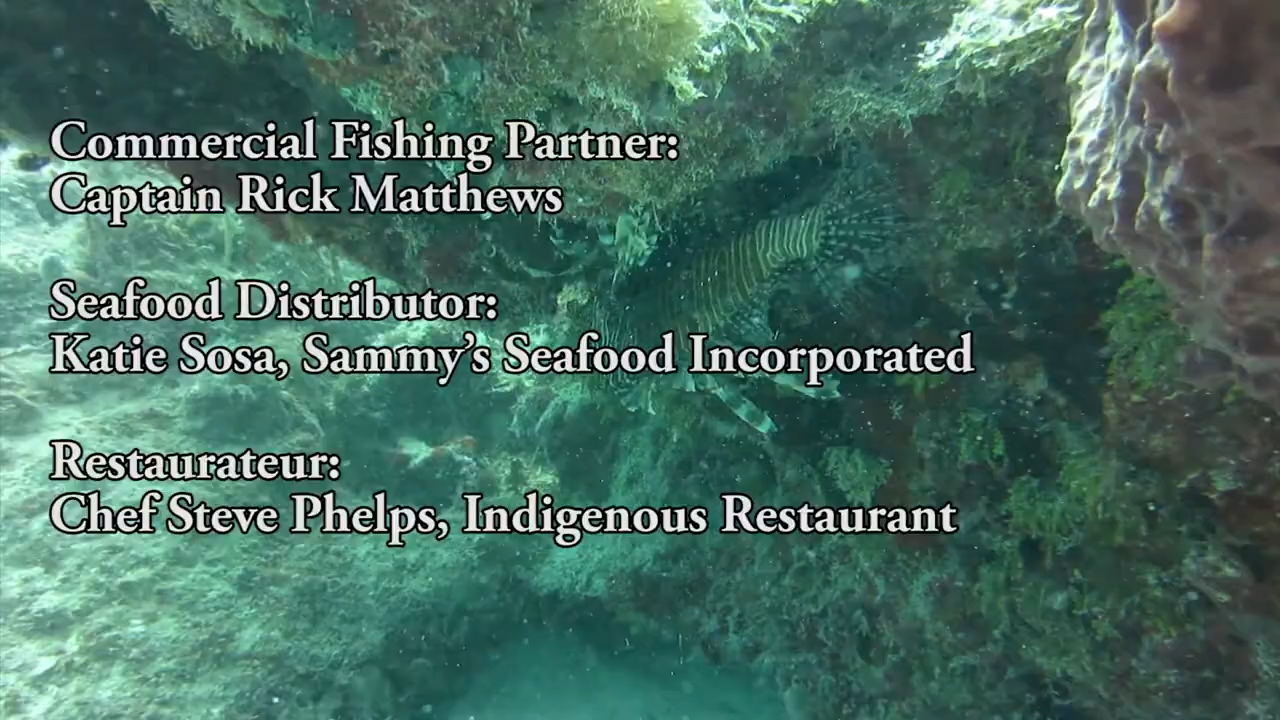 Commercial Fishing Partner:
Captain Rick Matthews
Seafood Distributor:
Katie Sosa, Sammy’s Seafood Incorporated
Restaurateur:
Chef Steve Phelps, Indigenous Restaurant